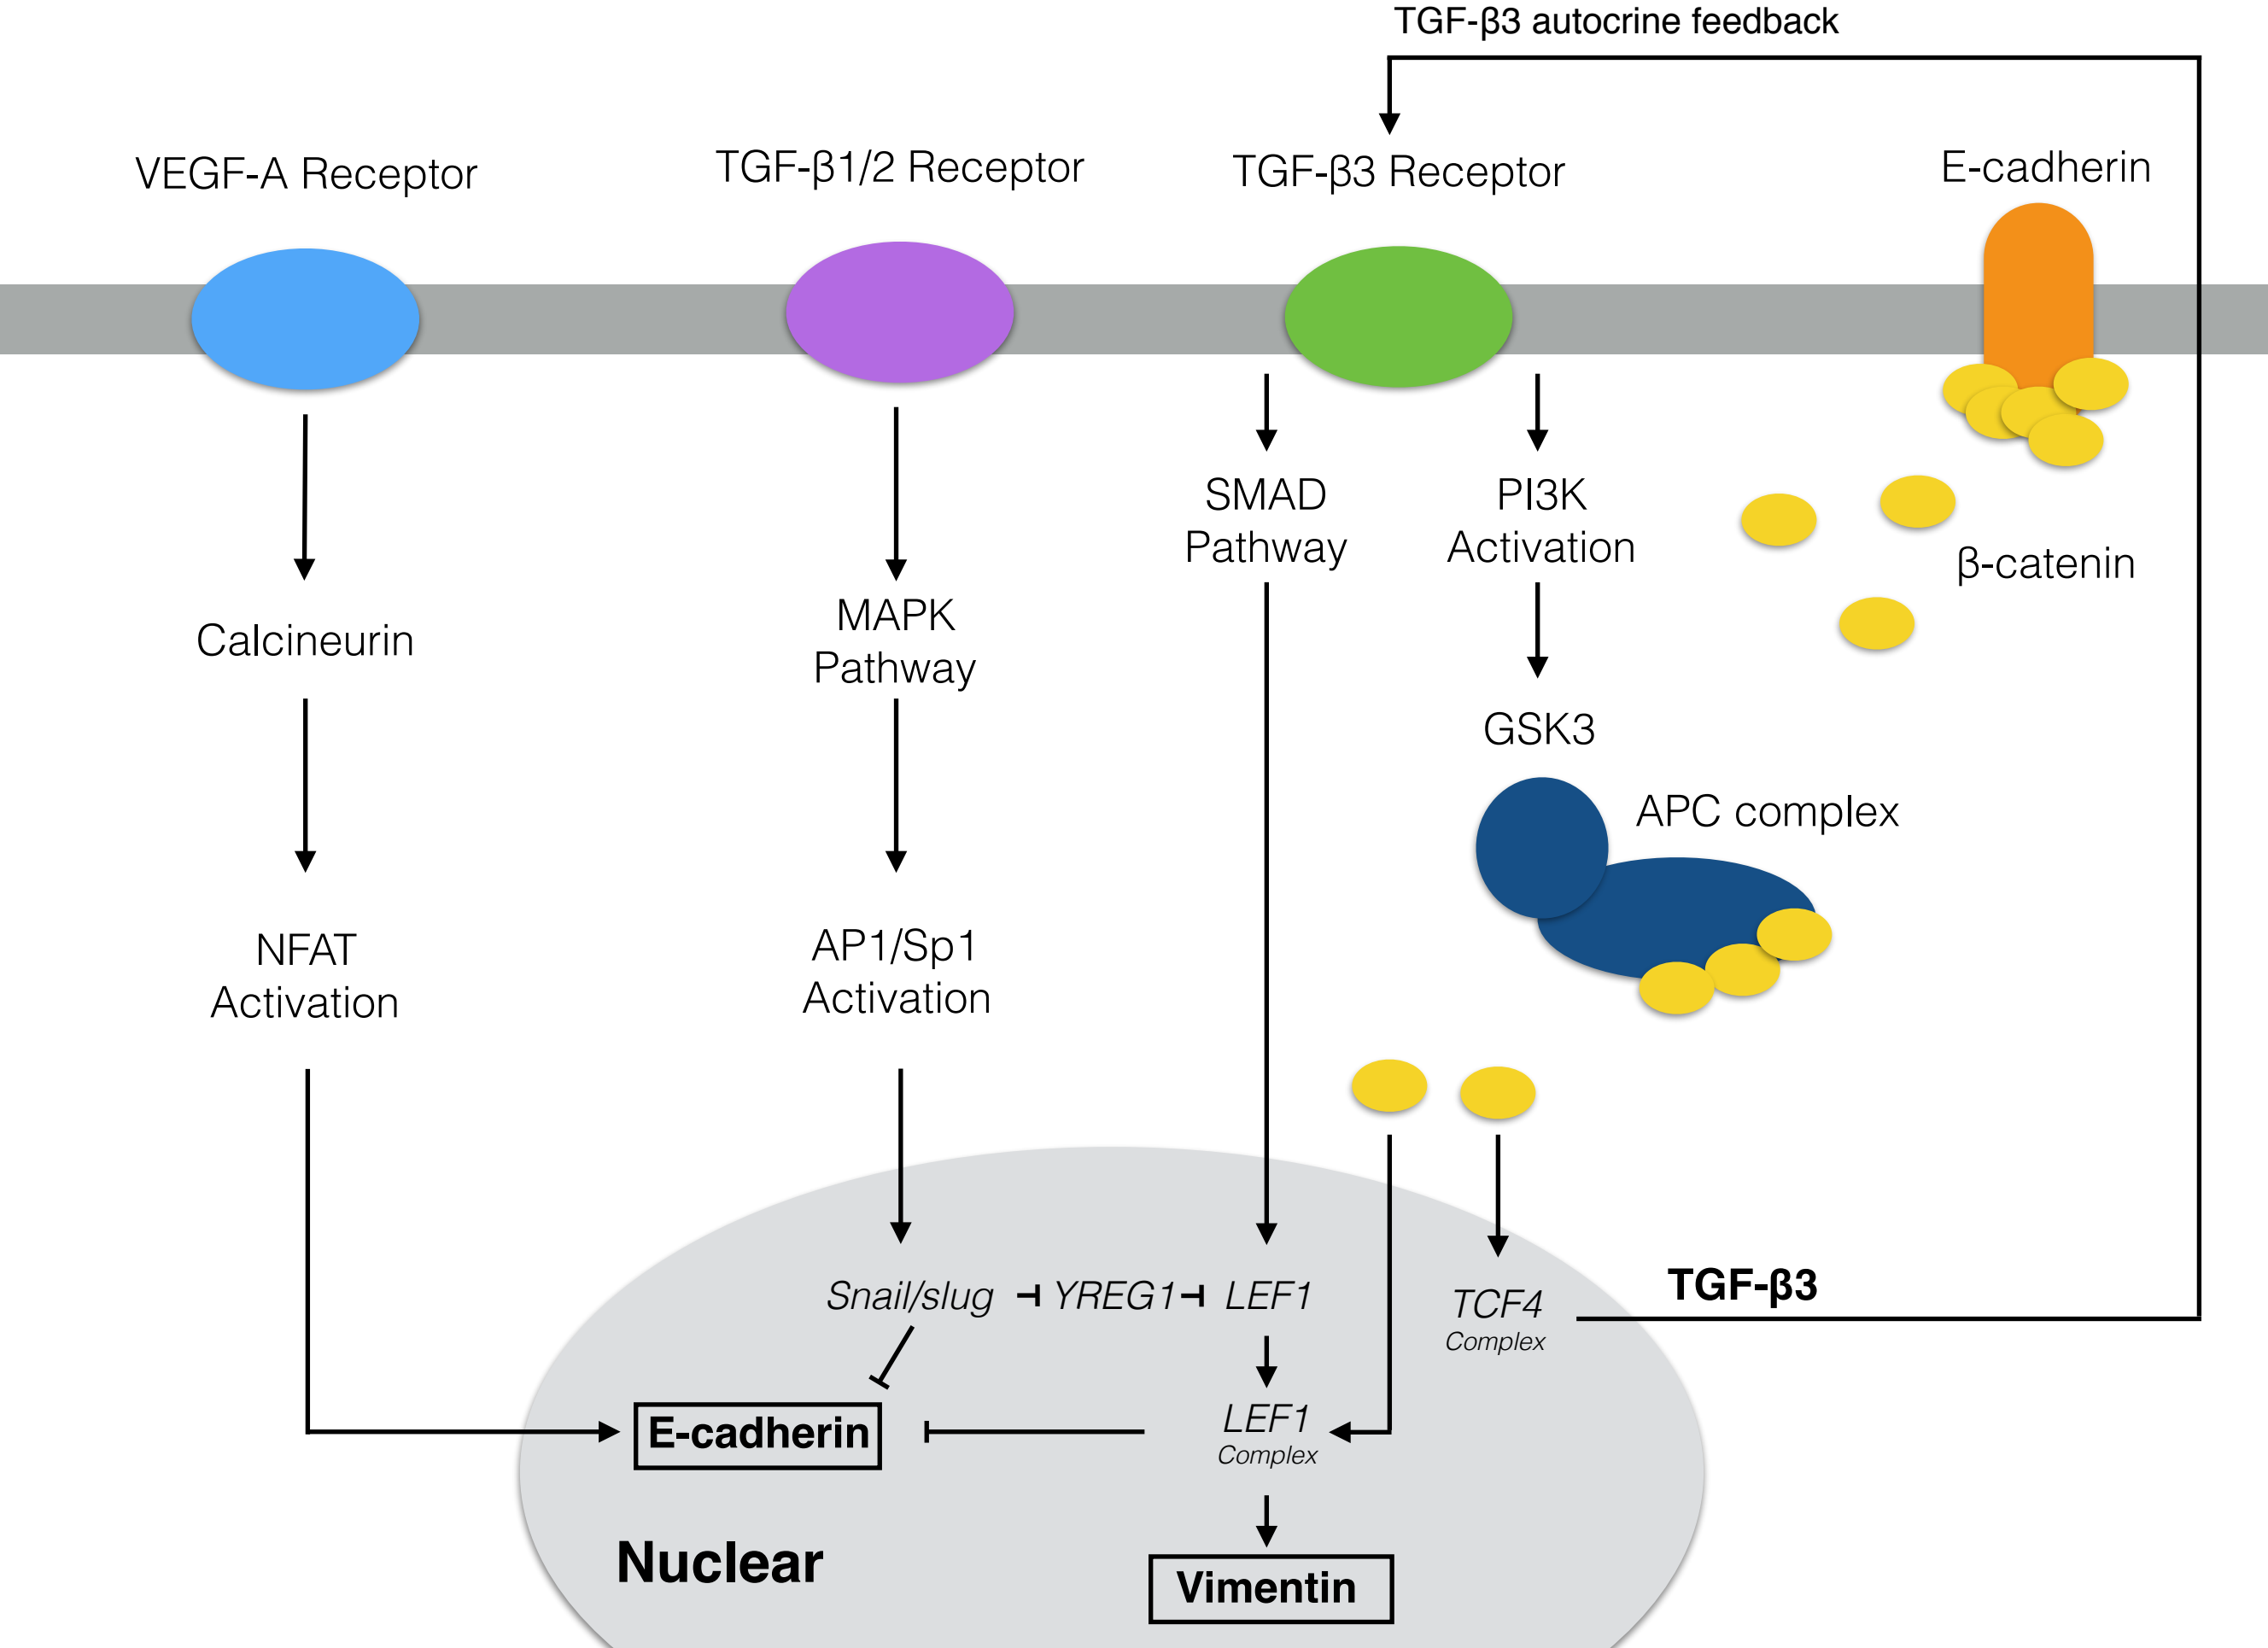 TGF-β3 autocrine feedback
VEGF-A Receptor
TGF-β1/2 Receptor
TGF-β3 Receptor
E-cadherin
SMAD
Pathway
PI3K
Activation
β-catenin
Calcineurin
MAPK
Pathway
GSK3
APC complex
NFAT
Activation
AP1/Sp1
Activation
Snail/slug
YREG1
LEF1
TCF4
Complex
TGF-β3
E-cadherin
LEF1
Complex
Nuclear
Vimentin